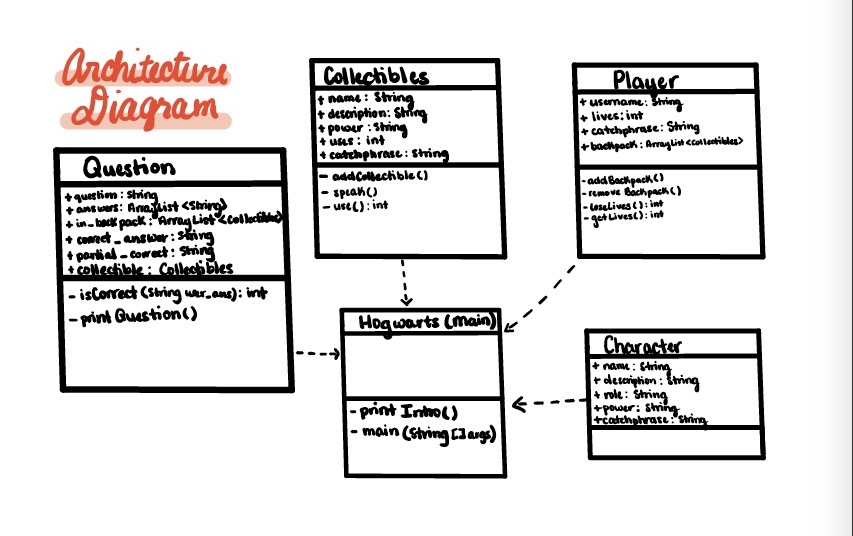 Architecture
Diagram
Question
+ question: String
+ answers: ArrayList <String>
+ in_backpack: ArrayList <Collectible>
+ correct_answer: String
+ partial_correct: String
+ collectible: Collectibles
- isCorrect (String usr_ans): int
- print Question()
Collectibles
+ name: String
+ description: String
+ power: String
+ uses: int
+ catchphrase: String
- addCollectible()
- speak()
- use(): int
Player
+ username: String
+ lives: int
+ catchphrase: String
+ backpack: ArrayList <Collectibles>
- addBackpack()
- remove Backpack()
- loseLives(): int
- getLives(): int
Hogwarts (main)
- print Intro()
- main (String [] args)
Character
+ name: String
+ description: String
+ role: String
+ power: String
+ catchphrase: String